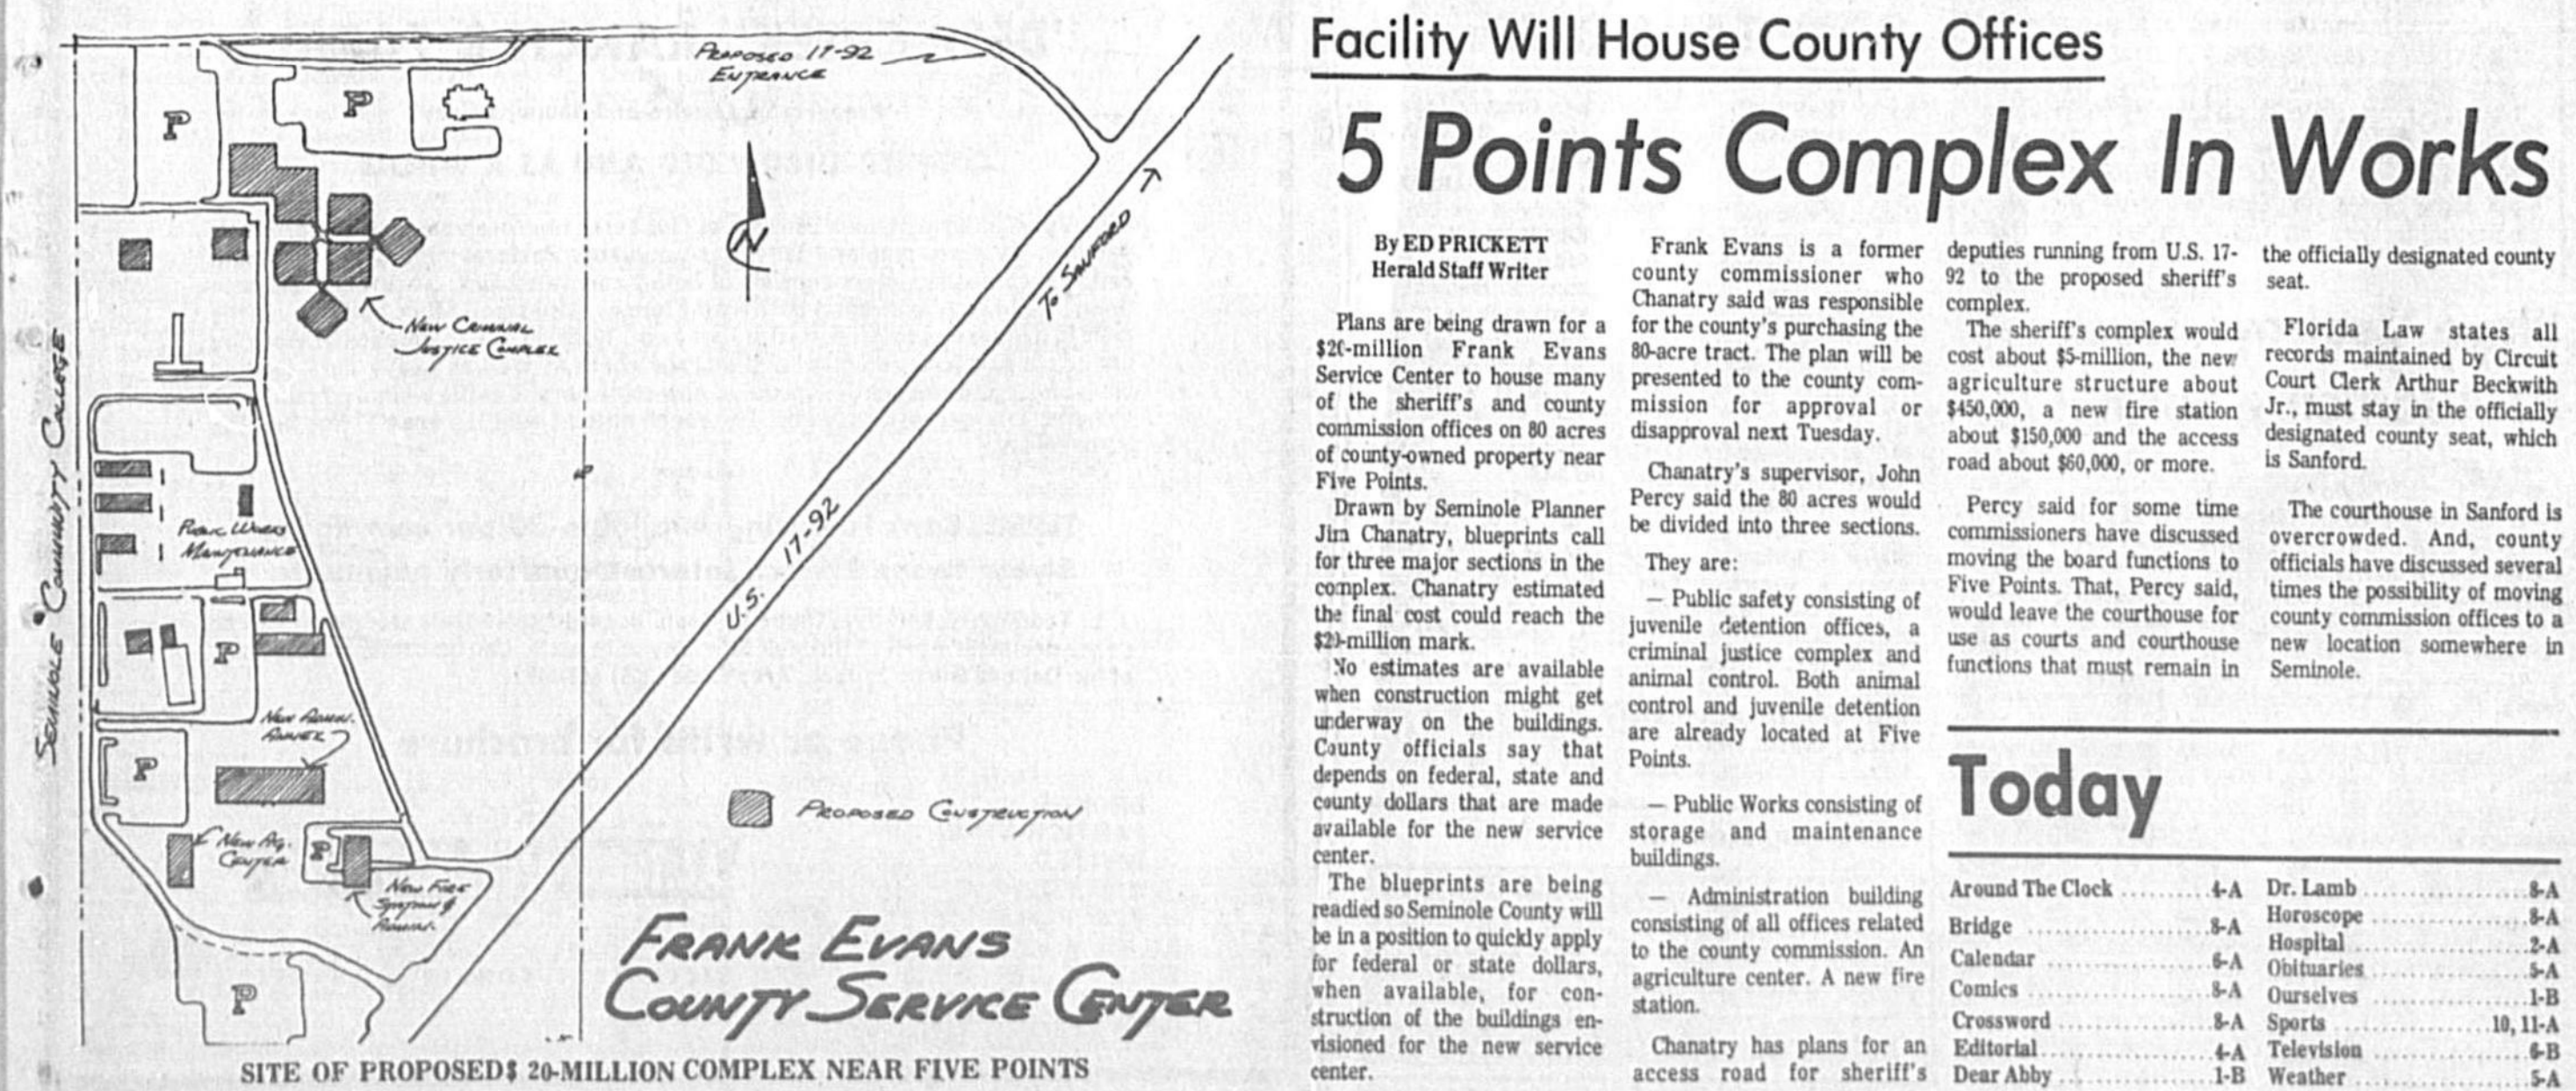 PROPOSED 17-92
ENTRANCE
P
P
N
TO SANFORD
NEW CRIMINAL
JUSTICE COMPLEX
SEMINOLE COMMUNITY COLLEGE
PUBLIC WORKS
MAINTENANCE
U.S. 17-92
P
NEW ADMIN.
ANNEX
P
PROPOSED CONSTRUCTION
NEW AG.
CENTER
P
NEW FIRE
STATION &
ADMIN.
P
FRANK EVANS
COUNTY SERVICE CENTER
SITE OF PROPOSED$ 20-MILLION COMPLEX NEAR FIVE POINTS
Facility Will House County Offices
5 Points Complex In Works
By ED PRICKETT
Herald Staff Writer
Plans are being drawn for a
$20-million Frank Evans
Service Center to house many
of the sheriff's and county
commission offices on 80 acres
of county-owned property near
Five Points.
Drawn by Seminole Planner
Jim Chanatry, blueprints call
for three major sections in the
complex. Chanatry estimated
the final cost could reach the
$20-million mark.
No estimates are available
when construction might get
underway on the buildings.
County officials say that
depends on federal, state and
county dollars that are made
available for the new service
center.
The blueprints are being
readied so Seminole County will
be in a position to quickly apply
for federal or state dollars,
when available, for con-
struction of the buildings en-
visioned for the new service
center.
Frank Evans is a former
county commissioner who
Chanatry said was responsible
for the county's purchasing the
80-acre tract. The plan will be
presented to the county com-
mission for approval or
disapproval next Tuesday.
Chanatry's supervisor, John
Percy said the 80 acres would
be divided into three sections.
They are:
— Public safety consisting of
juvenile detention offices, a
criminal justice complex and
animal control. Both animal
control and juvenile detention
are already located at Five
Points.
— Public Works consisting of
storage and maintenance
buildings.
— Administration building
consisting of all offices related
to the county commission. An
agriculture center. A new fire
station.
Chanatry has plans for an
access road for sheriff's
deputies running from U.S. 17-
92 to the proposed sheriff's
complex.
The sheriff's complex would
cost about $5-million, the new
agriculture structure about
$450,000, a new fire station
about $150,000 and the access
road about $60,000, or more.
Percy said for some time
commissioners have discussed
moving the board functions to
Five Points. That, Percy said,
would leave the courthouse for
use as courts and courthouse
functions that must remain in
the officially designated county
seat.
Florida Law states all
records maintained by Circuit
Court Clerk Arthur Beckwith
Jr., must stay in the officially
designated county seat, which
is Sanford.
The courthouse in Sanford is
overcrowded. And, county
officials have discussed several
times the possibility of moving
county commission offices to a
new location somewhere in
Seminole.
Today
Around The Clock 4-A
Bridge 8-A
Calendar 6-A
Comics 8-A
Crossword 8-A
Editorial 4-A
Dear Abby 1-B
Dr. Lamb 8-A
Horoscope 8-A
Hospital 2-A
Obituaries 5-A
Ourselves 1-B
Sports 10, 11-A
Television 6-B
Weather 5-A